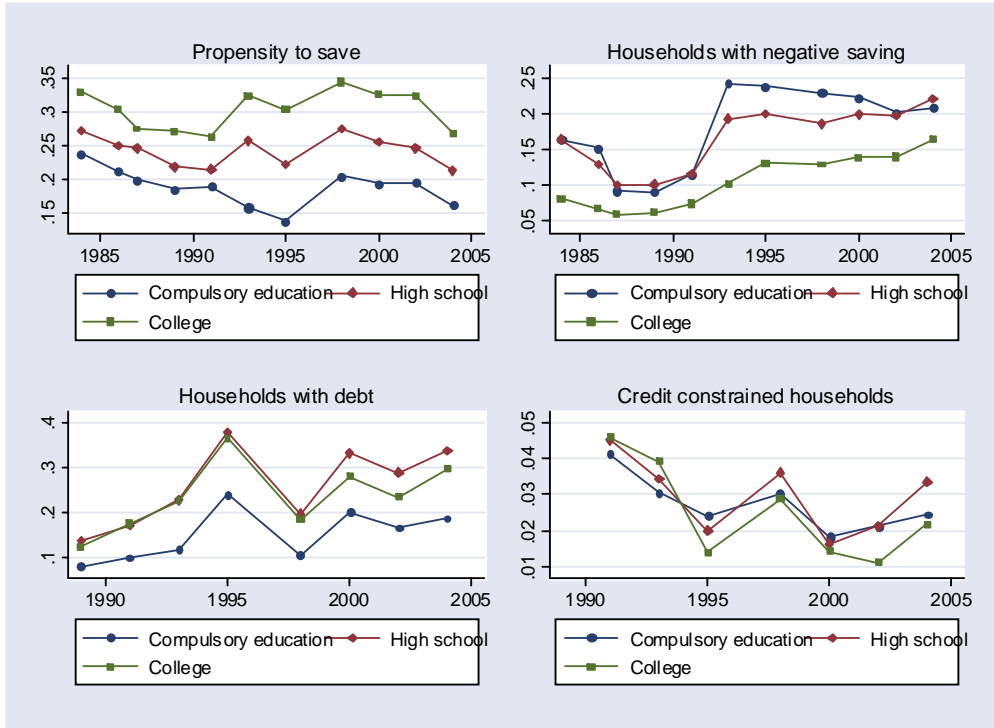 Propensity to save
.35
.3
.25
.2
.15
1985 1990 1995 2000 2005
Compulsory education High school
College
Households with negative saving
.25
.2
.15
.1
.05
1985 1990 1995 2000 2005
Compulsory education High school
College
Households with debt
.4
.3
.2
.1
1990 1995 2000 2005
Compulsory education High school
College
Credit constrained households
.05
.04
.03
.02
.01
1990 1995 2000 2005
Compulsory education High school
College